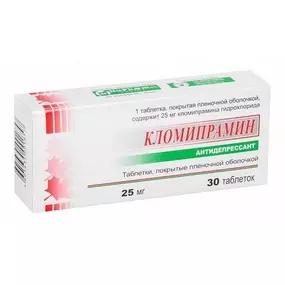 1 таблетка, покрытая пленочной оболочкой,
содержит 25 мг кломипрамина гидрохлорида
КЛОМИПРАМИН
АНТИДЕПРЕССАНТ
Таблетки, покрытые пленочной оболочкой
25 мг
30 таблеток